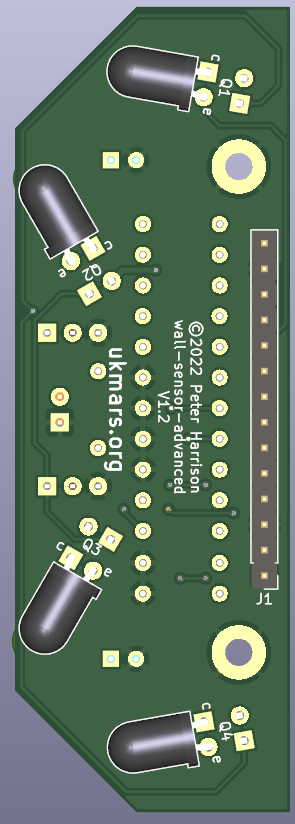 c
Q1
e
c
Q2
e
©2022 Peter Harrison
wall-sensor-advanced
V1.2
ukmars.org
Q3
c
e
J1
c
Q4
e